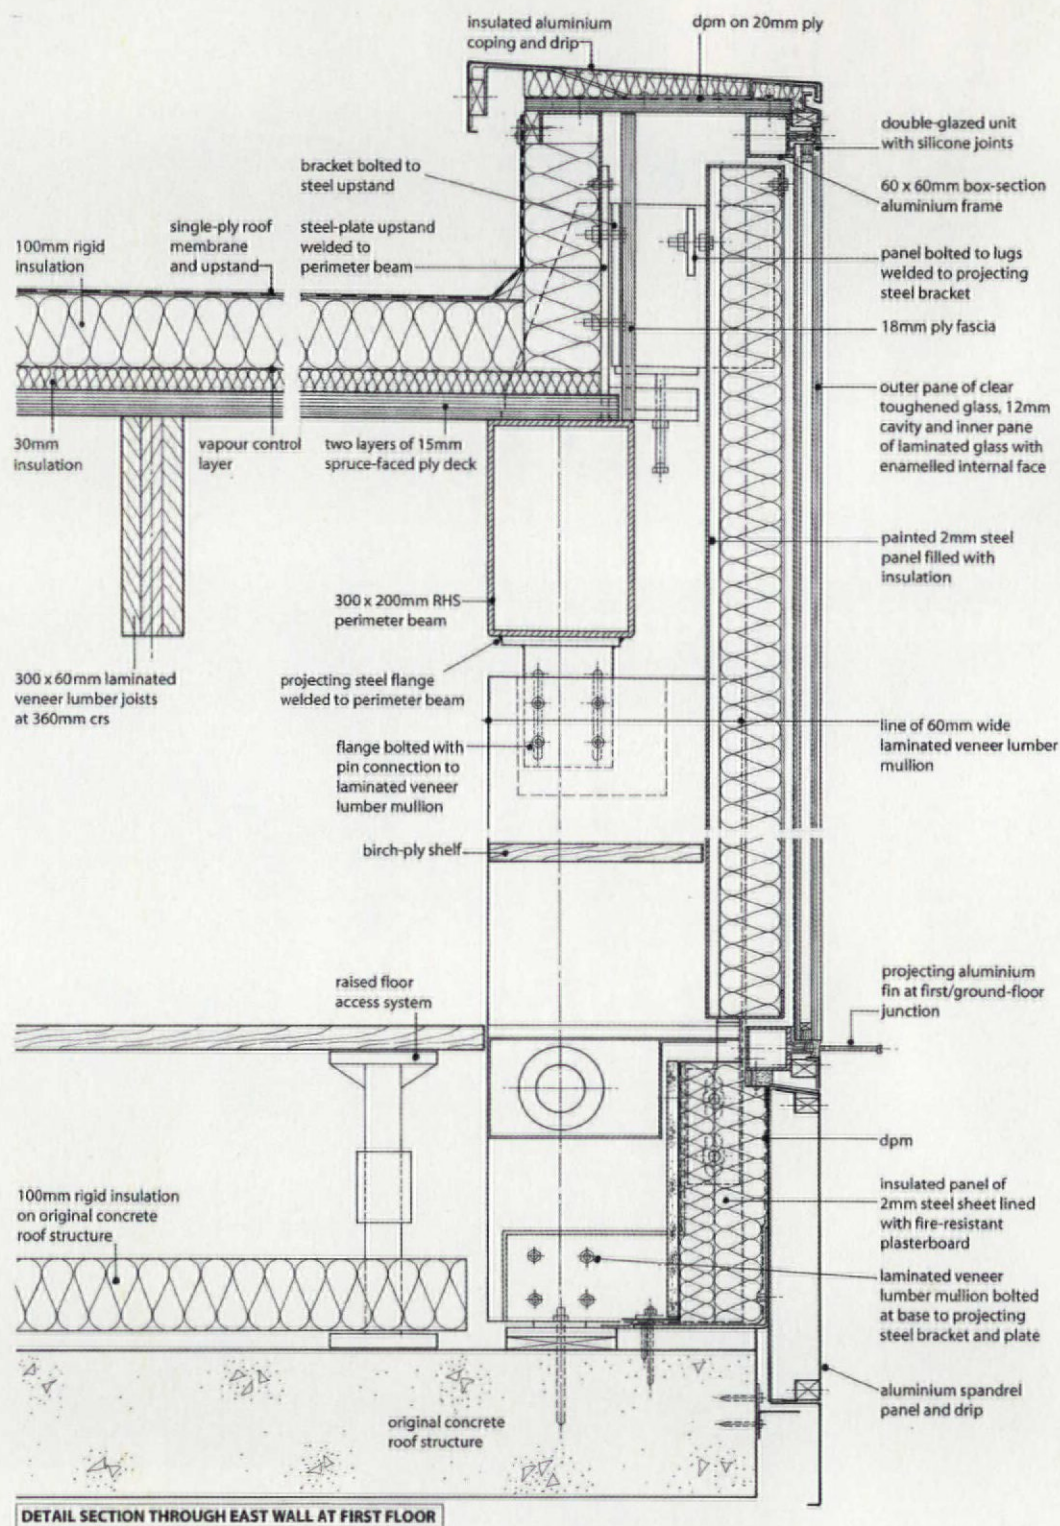 insulated aluminium
coping and drip
dpm on 20mm ply
double-glazed unit
with silicone joints
bracket bolted to
steel upstand
60 x 60mm box-section
aluminium frame
single-ply roof
membrane
and upstand
steel-plate upstand
welded to
perimeter beam
100mm rigid
insulation
panel bolted to lugs
welded to projecting
steel bracket
18mm ply fascia
outer pane of clear
toughened glass, 12mm
cavity and inner pane
of laminated glass with
enamelled internal face
30mm
insulation
vapour control
layer
two layers of 15mm
spruce-faced ply deck
painted 2mm steel
panel filled with
insulation
300 x 200mm RHS
perimeter beam
300 x 60mm laminated
veneer lumber joists
at 360mm crs
projecting steel flange
welded to perimeter beam
line of 60mm wide
laminated veneer lumber
mullion
flange bolted with
pin connection to
laminated veneer
lumber mullion
birch-ply shelf
raised floor
access system
projecting aluminium
fin at first/ground-floor
junction
dpm
100mm rigid insulation
on original concrete
roof structure
insulated panel of
2mm steel sheet lined
with fire-resistant
plasterboard
laminated veneer
lumber mullion bolted
at base to projecting
steel bracket and plate
aluminium spandrel
panel and drip
original concrete
roof structure
DETAIL SECTION THROUGH EAST WALL AT FIRST FLOOR